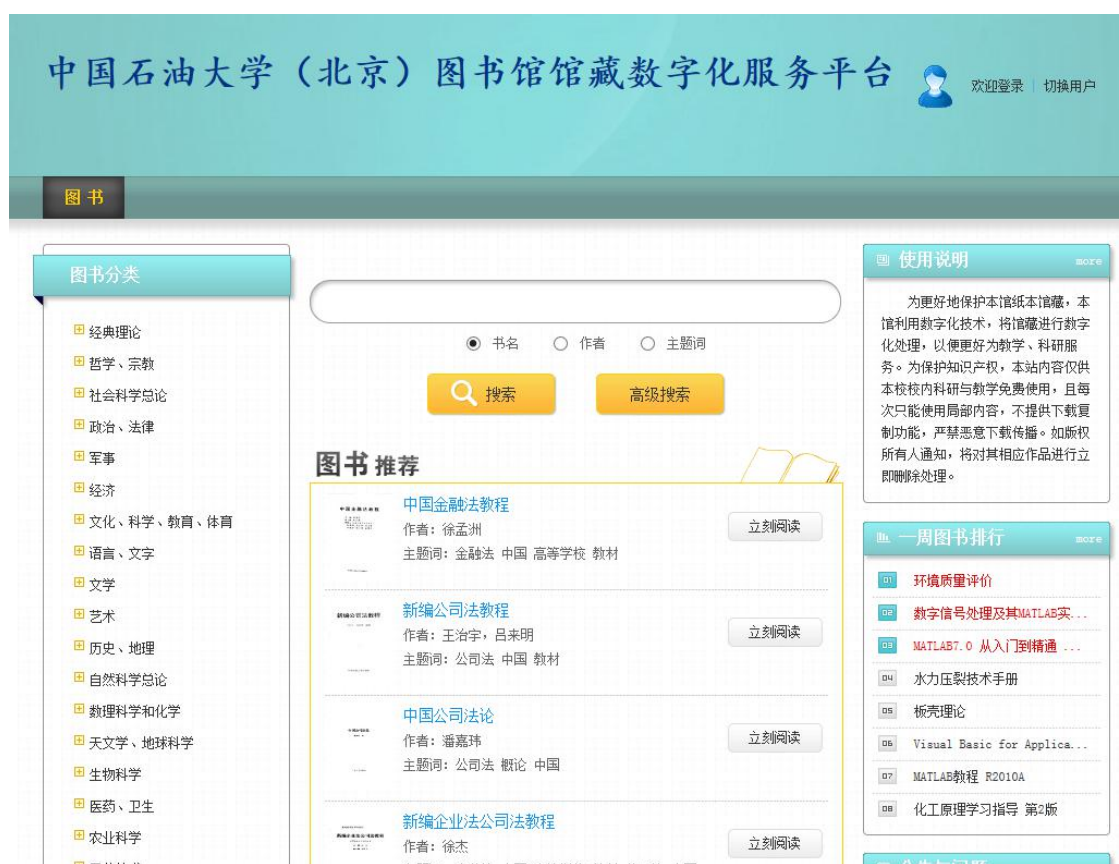 中国石油大学（北京）图书馆馆藏数字化服务平台
欢迎登录 | 切换用户
图书
图书分类
经典理论
哲学、宗教
社会科学总论
政治、法律
军事
经济
文化、科学、教育、体育
语言、文字
文学
艺术
历史、地理
自然科学总论
数理科学和化学
天文学、地球科学
生物科学
医药、卫生
农业科学
书名 作者 主题词
搜索 高级搜索
图书推荐
中国金融法教程
作者：徐孟洲
主题词：金融法 中国 高等学校 教材
立刻阅读
新编公司法教程
作者：王治宇，吕来明
主题词：公司法 中国 教材
立刻阅读
中国公司法论
作者：潘嘉玮
主题词：公司法 概论 中国
立刻阅读
新编企业法公司法教程
作者：徐杰
立刻阅读
使用说明 more
为更好地保护本馆纸本馆藏，本
馆利用数字化技术，将馆藏进行数字
化处理，以便更好为教学、科研服
务。为保护知识产权，本站内容仅供
本校校内科研与教学免费使用，且每
次只能使用局部内容，不提供下载复
制功能，严禁恶意下载传播。如版权
所有人通知，将对其相应作品进行立
即删除处理。
一周图书排行 more
01 环境质量评价
02 数字信号处理及其MATLAB实...
03 MATLAB7.0 从入门到精通 ...
04 水力压裂技术手册
05 板壳理论
06 Visual Basic for Applica...
07 MATLAB教程 R2010A
08 化工原理学习指导 第2版